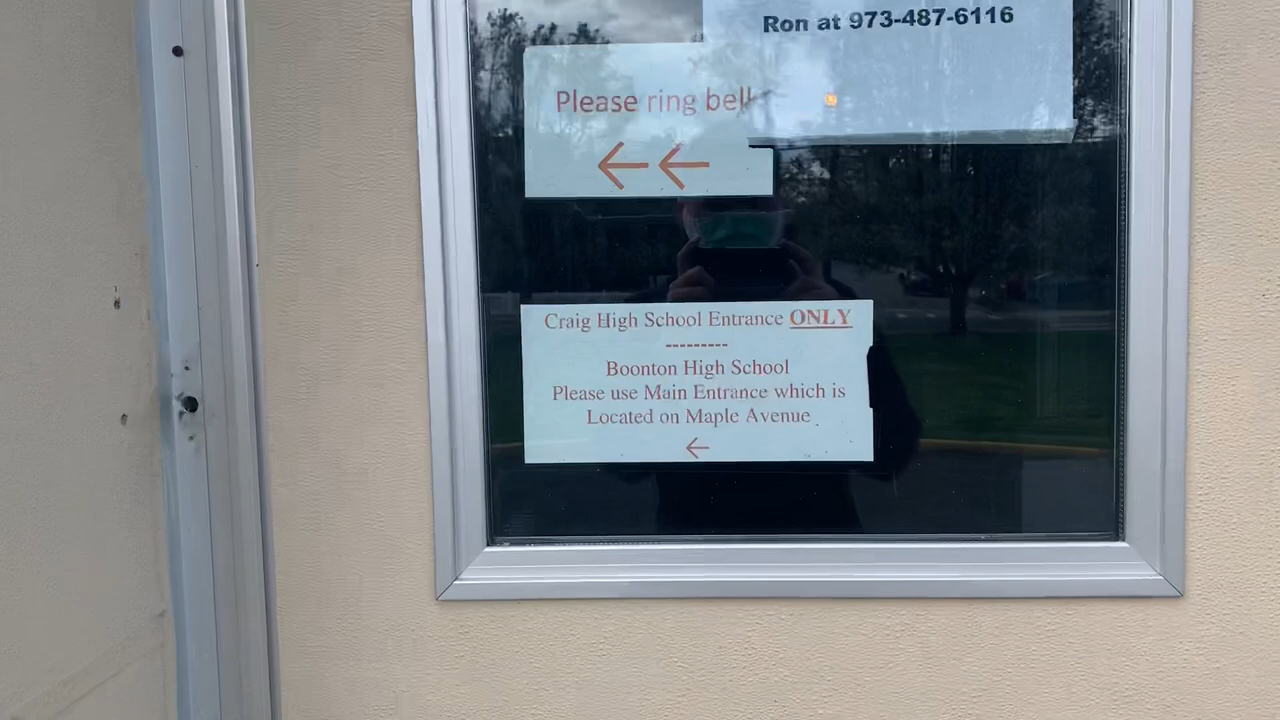 Ron at 973-487-6116
Please ring bell
←←
Craig High School Entrance ONLY
---------
Boonton High School
Please use Main Entrance which is
Located on Maple Avenue
←